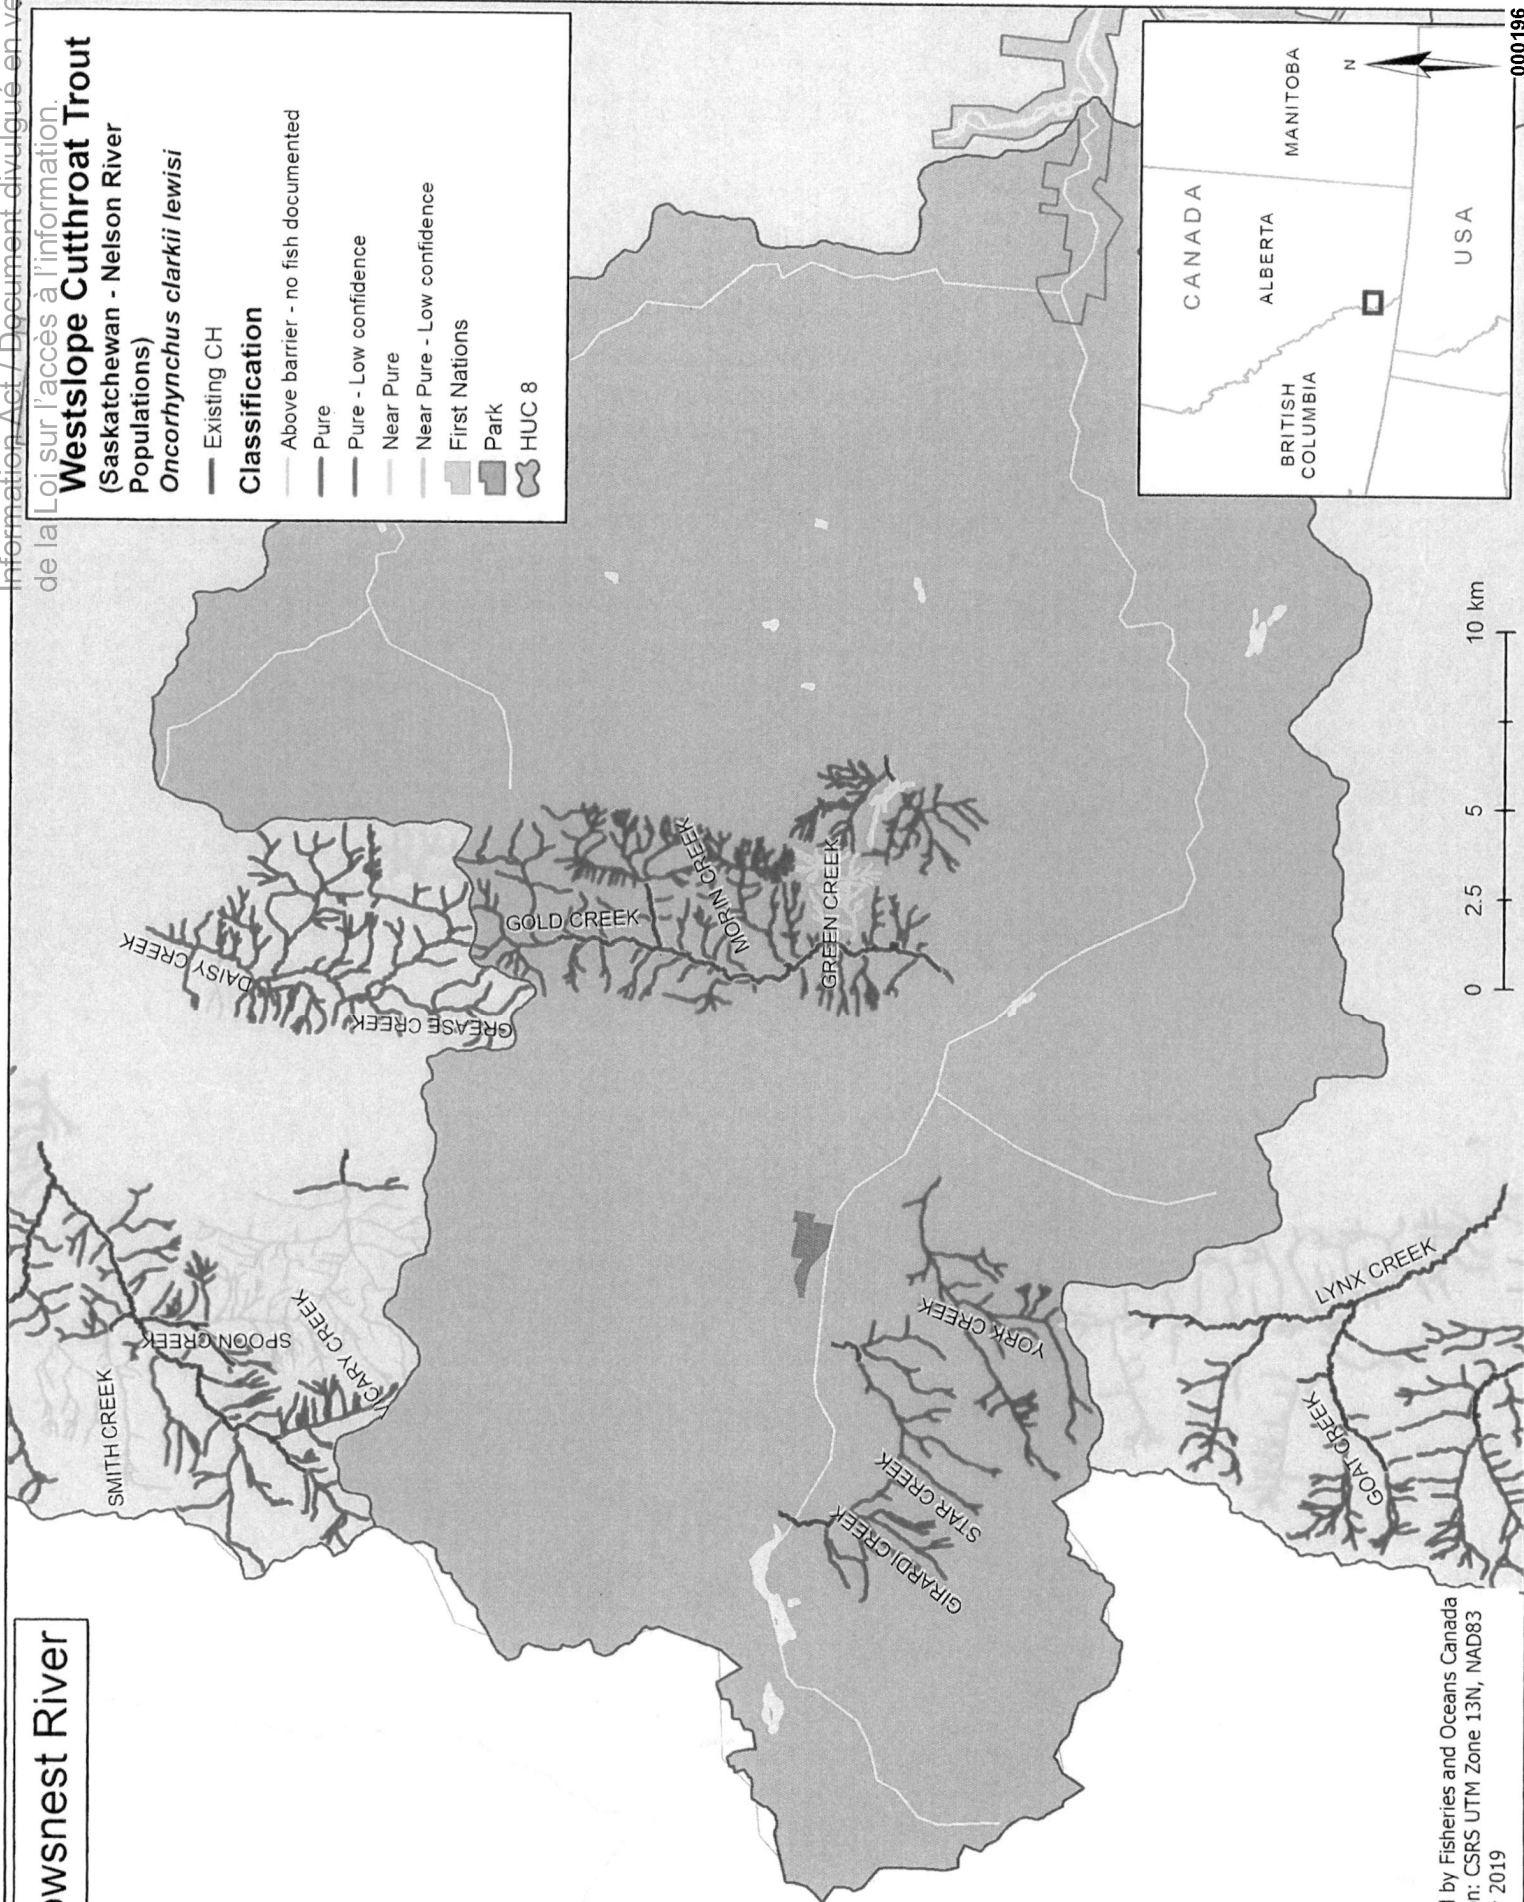 Information Act / Document divulgué en ve
de la Loi sur l'accès à l'information.
owsnest River
Westslope Cutthroat Trout
(Saskatchewan - Nelson River
Populations)
Oncorhynchus clarkii lewisi
Existing CH
Classification
Above barrier - no fish documented
Pure
Pure - Low confidence
Near Pure
Near Pure - Low confidence
First Nations
Park
HUC 8
DAISY CREEK
GREASE CREEK
GOLD CREEK
MORIN CREEK
GREEN CREEK
SMITH CREEK
SPOON CREEK
VICARY CREEK
YORK CREEK
STAR CREEK
GIRARDI CREEK
LYNX CREEK
GOAT CREEK
0 2.5 5 10 km
CANADA
BRITISH
COLUMBIA
ALBERTA
MANITOBA
USA
N
d by Fisheries and Oceans Canada
n: CSRS UTM Zone 13N, NAD83
2019
000196